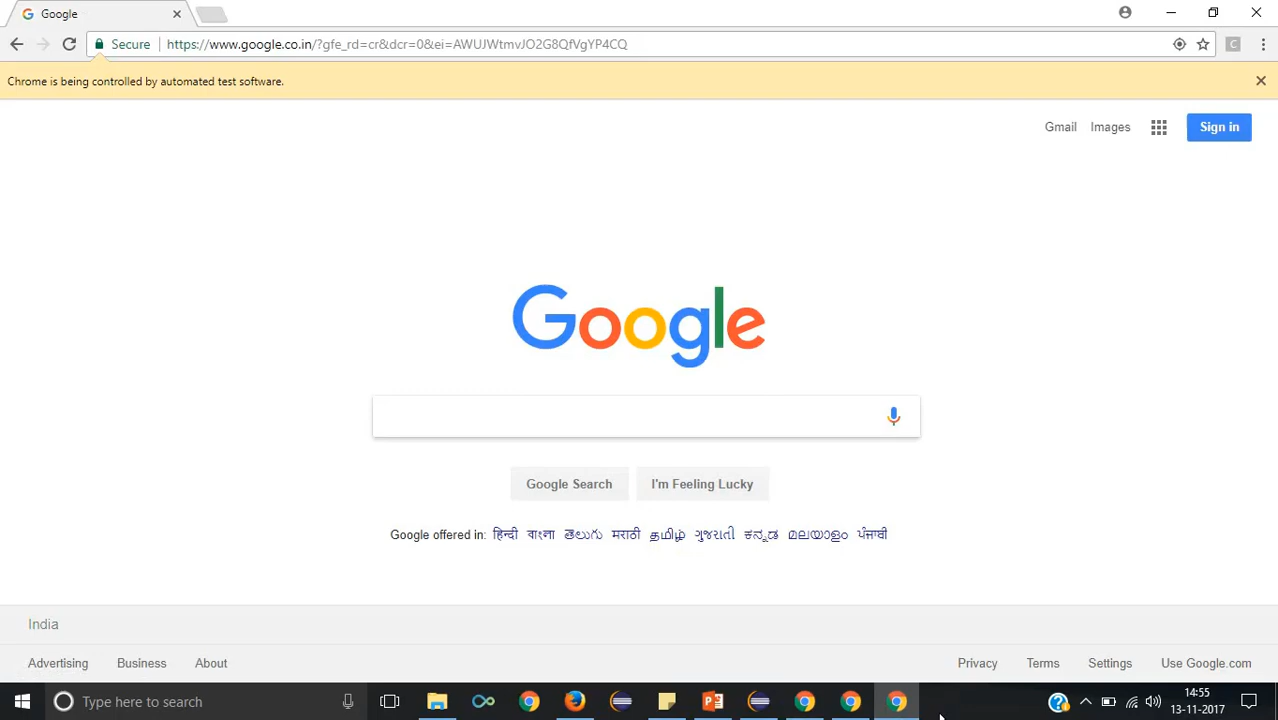 Google
Secure https://www.google.co.in/?gfe_rd=cr&dcr=0&ei=AWUJWtmvJO2G8QfVgYP4CQ
Chrome is being controlled by automated test software.
Gmail Images Sign in
Google
Google Search I'm Feeling Lucky
Google offered in: हिन्दी বাংলা తెలుగు मराठी தமிழ் ગુજરાતી ಕನ್ನಡ മലയാളം ਪੰਜਾਬੀ
India
Advertising Business About Privacy Terms Settings Use Google.com
Type here to search
14:55
13-11-2017